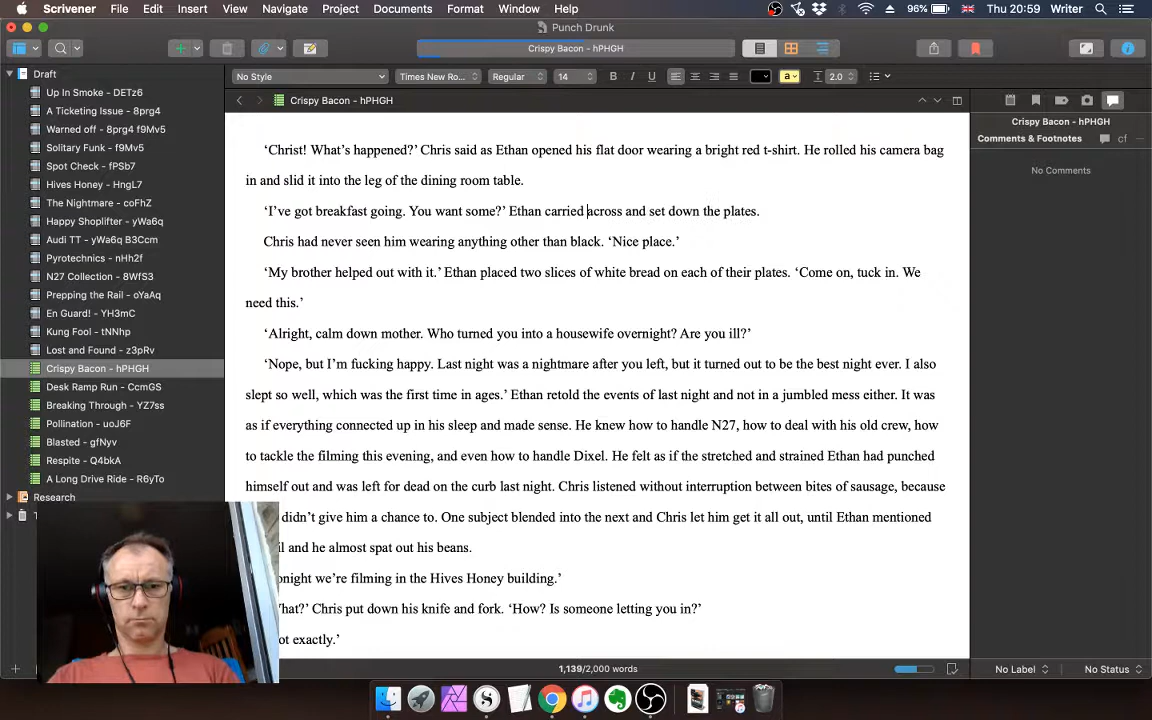 Scrivener File Edit Insert View Navigate Project Documents Format Window Help 96% Tue 20:59 Writer
Punch Drunk
Crispy Bacon - hPHGH
No Style Times New Ro... Regular 14 B I U a 2.0
Draft
Up In Smoke - DETz6
A Ticketing Issue - 8prg4
Warned off - 8prg4 f9Mv5
Solitary Funk - f9Mv5
Spot Check - fPSb7
Hives Honey - HngL7
The Nightmare - coFhZ
Happy Shoplifter - yWa6q
Audi TT - yWa6q B3Ccm
Pyrotechnics - nHh2f
N27 Collection - 8WfS3
Prepping the Rail - oYaAq
En Guard! - YH3mC
Kung Fool - tNNhp
Lost and Found - z3pRv
Crispy Bacon - hPHGH
Desk Ramp Run - CcmGS
Breaking Through - YZ7ss
Pollination - uoJ6F
Blasted - gfNyv
Respite - Q4bkA
A Long Drive Ride - R6yTo
Research
T
Crispy Bacon - hPHGH
‘Christ! What’s happened?’ Chris said as Ethan opened his flat door wearing a bright red t-shirt. He rolled his camera bag
in and slid it into the leg of the dining room table.
‘I’ve got breakfast going. You want some?’ Ethan carried across and set down the plates.
Chris had never seen him wearing anything other than black. ‘Nice place.’
‘My brother helped out with it.’ Ethan placed two slices of white bread on each of their plates. ‘Come on, tuck in. We
need this.’
‘Alright, calm down mother. Who turned you into a housewife overnight? Are you ill?’
‘Nope, but I’m fucking happy. Last night was a nightmare after you left, but it turned out to be the best night ever. I also
slept so well, which was the first time in ages.’ Ethan retold the events of last night and not in a jumbled mess either. It was
as if everything connected up in his sleep and made sense. He knew how to handle N27, how to deal with his old crew, how
to tackle the filming this evening, and even how to handle Dixel. He felt as if the stretched and strained Ethan had punched
himself out and was left for dead on the curb last night. Chris listened without interruption between bites of sausage, because
didn’t give him a chance to. One subject blended into the next and Chris let him get it all out, until Ethan mentioned
il and he almost spat out his beans.
onight we’re filming in the Hives Honey building.’
hat?’ Chris put down his knife and fork. ‘How? Is someone letting you in?’
ot exactly.’
1,139/2,000 words
Crispy Bacon - hPHGH
Comments & Footnotes cf
No Comments
No Label No Status